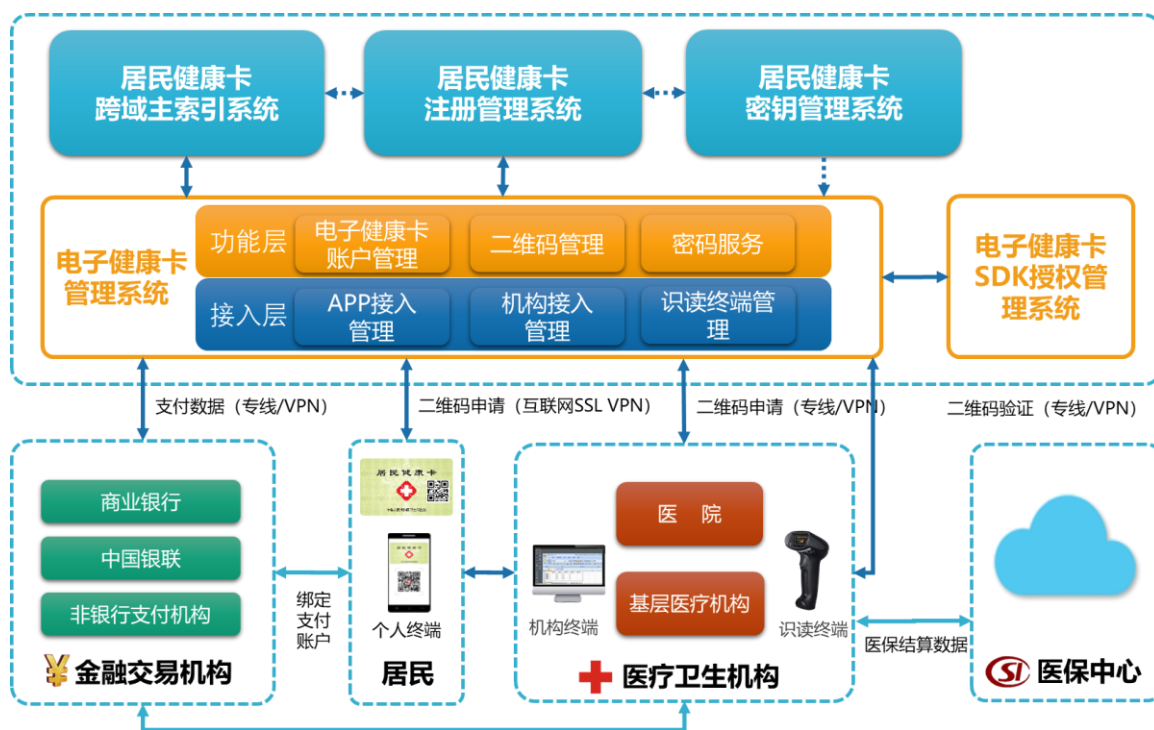 居民健康卡
跨域主索引系统
居民健康卡
注册管理系统
居民健康卡
密钥管理系统
电子健康卡
管理系统
功能层
电子健康卡
账户管理
二维码管理
密码服务
接入层
APP接入
管理
机构接入
管理
识读终端管
理
电子健康卡
SDK授权管
理系统
支付数据（专线/VPN）
二维码申请（互联网SSL VPN）
二维码申请（专线/VPN）
二维码验证（专线/VPN）
商业银行
中国银联
非银行支付机构
¥金融交易机构
绑定
支付
账户
居民健康卡
个人终端
居民
医 院
基层医疗机构
机构终端
识读终端
医疗卫生机构
医保结算数据
SI 医保中心